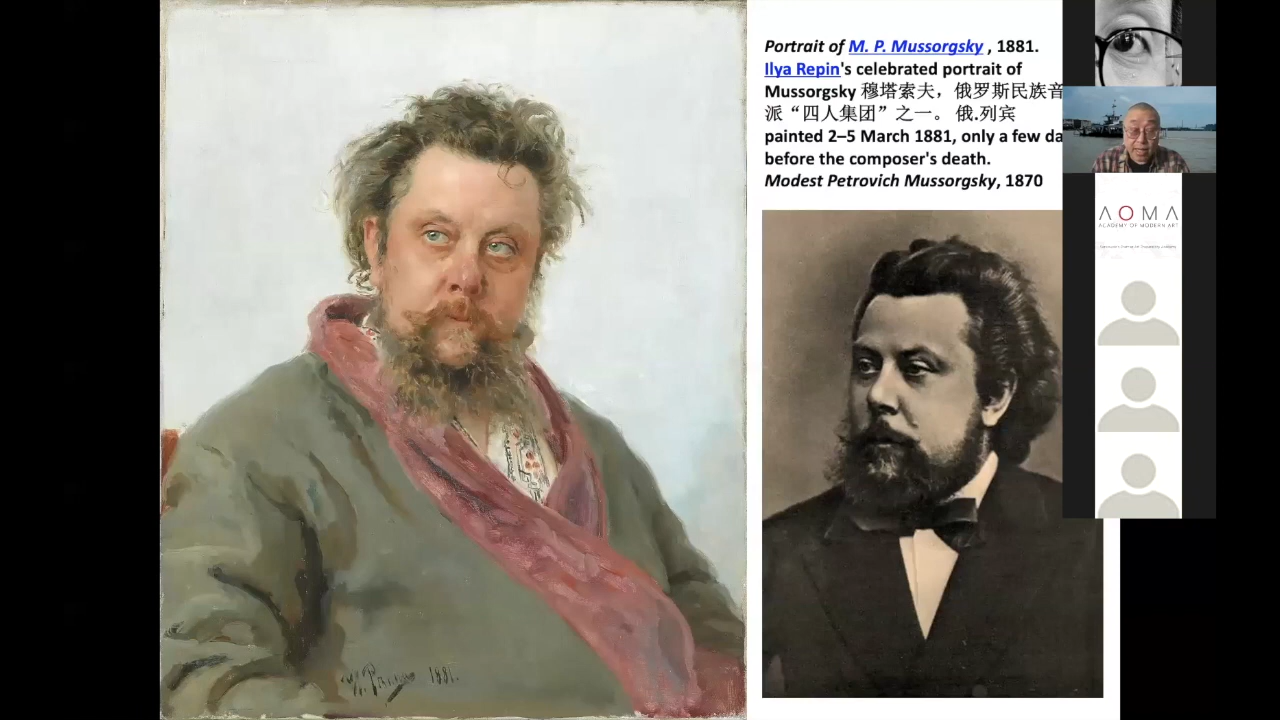 Portrait of M. P. Mussorgsky , 1881.
Ilya Repin's celebrated portrait of
Mussorgsky 穆塔索夫，俄罗斯民族音
派“四人集团”之一。 俄.列宾
painted 2–5 March 1881, only a few da
before the composer's death.
Modest Petrovich Mussorgsky, 1870
AOMA
ACADEMY OF MODERN ART
1881.